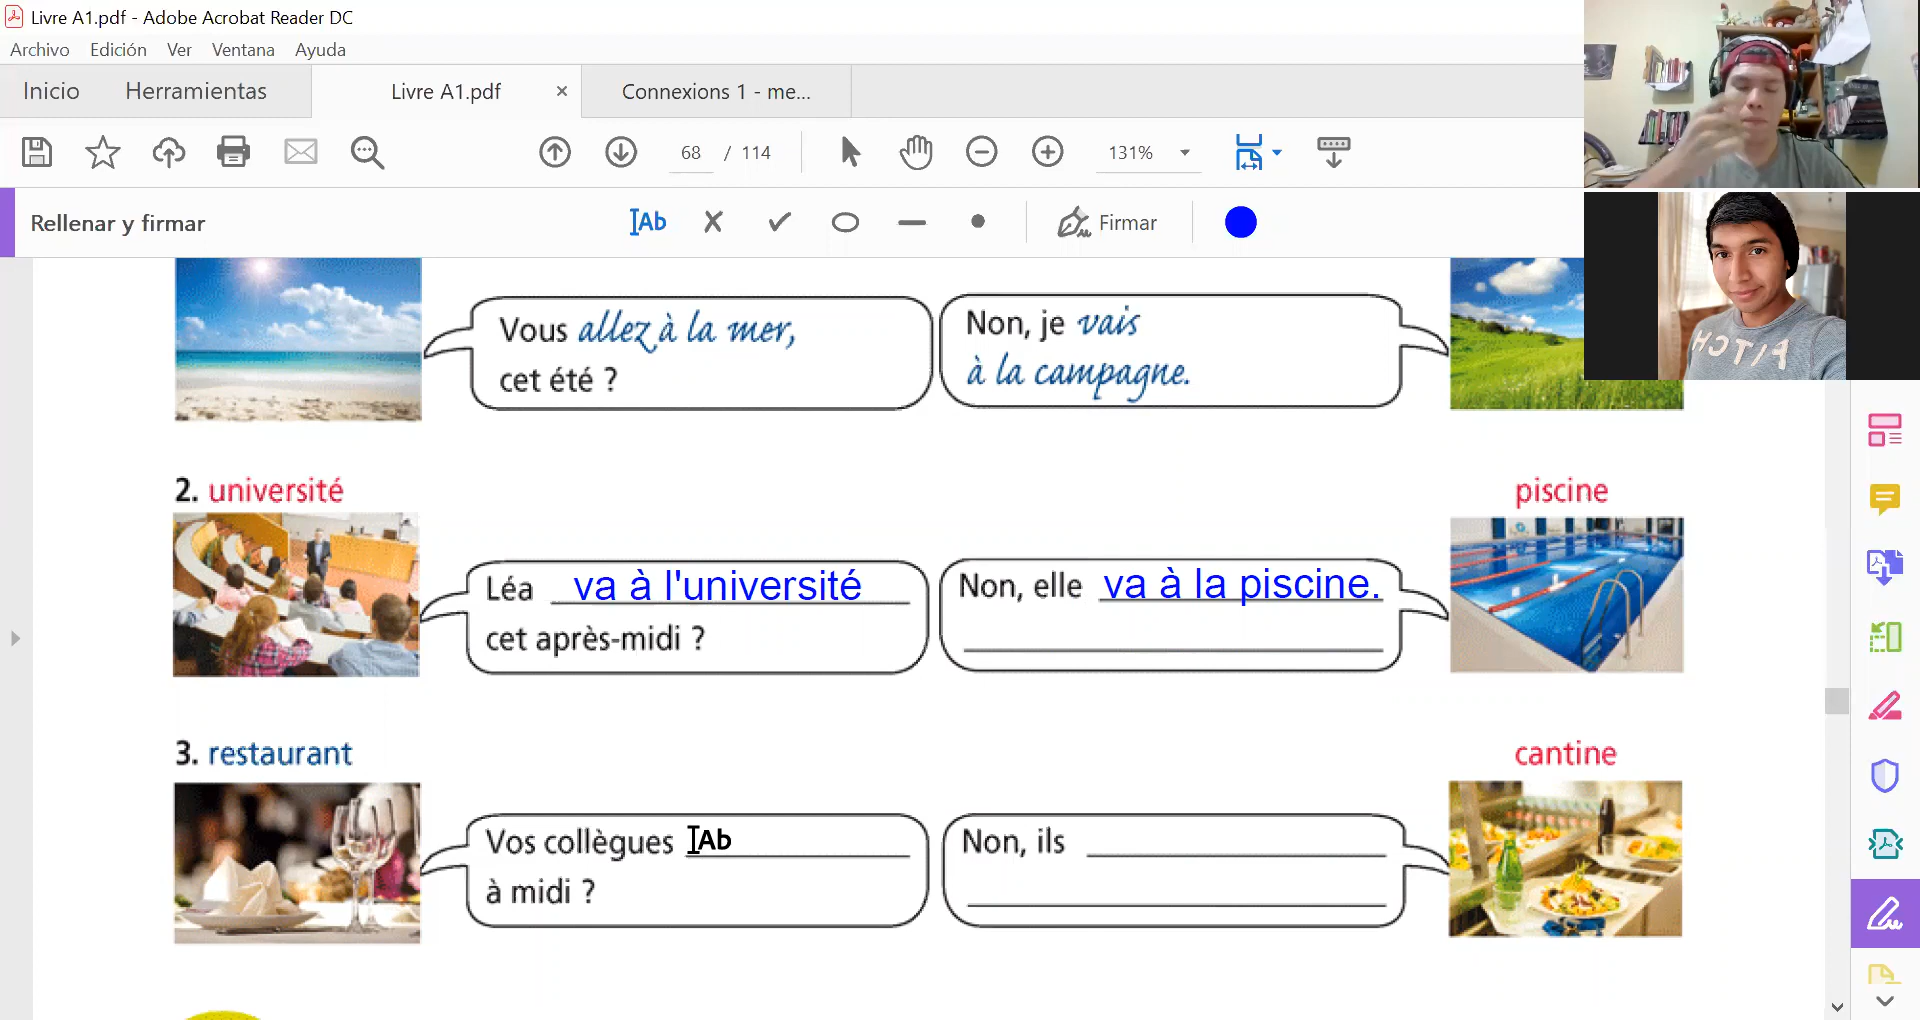 Livre A1.pdf - Adobe Acrobat Reader DC
Archivo Edición Ver Ventana Ayuda
Inicio Herramientas Livre A1.pdf × Connexions 1 - me...
68 / 114 131%
Rellenar y firmar Ab Firmar
Vous allez à la mer,
cet été ?
Non, je vais
à la campagne.
2. université
piscine
Léa va à l'université
cet après-midi ?
Non, elle va à la piscine.
3. restaurant
cantine
Vos collègues Ab
à midi ?
Non, ils
PITCH